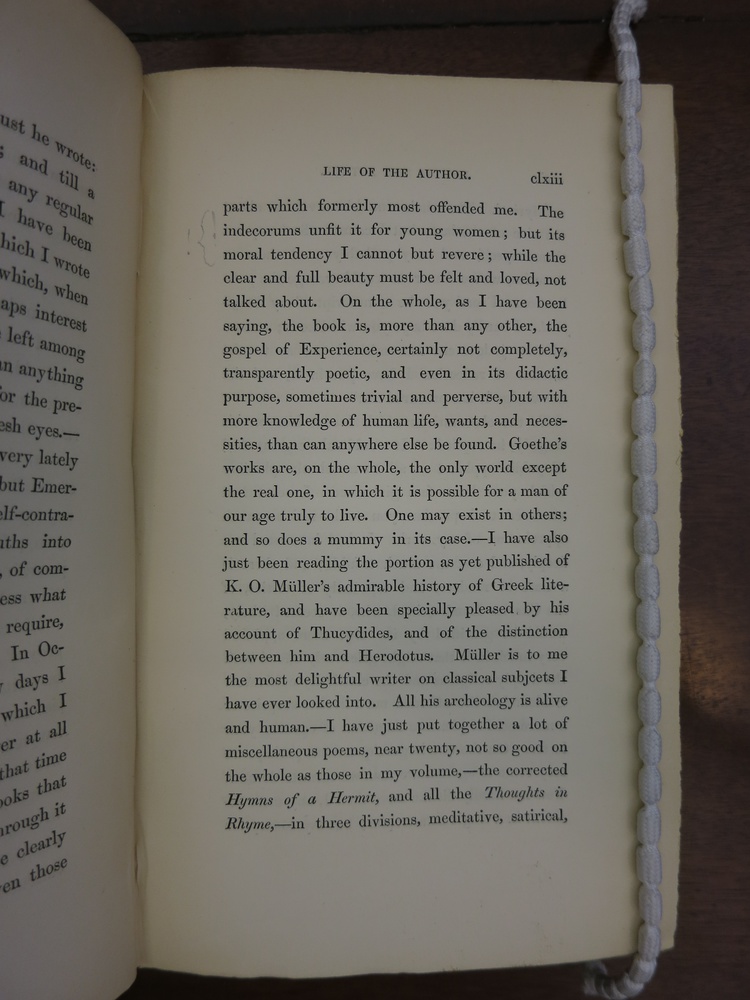 ust he wrote:
; and till a
any regular
I have been
hich I wrote
which, when
aps interest
left among
an anything
or the pre-
esh eyes.—
very lately
but Emer-
elf-contra-
nths into
, of com-
ess what
require,
In Oc-
days I
which I
er at all
that time
ooks that
hrough it
e clearly
en those
LIFE OF THE AUTHOR. clxiii
parts which formerly most offended me. The
indecorums unfit it for young women; but its
moral tendency I cannot but revere; while the
clear and full beauty must be felt and loved, not
talked about. On the whole, as I have been
saying, the book is, more than any other, the
gospel of Experience, certainly not completely,
transparently poetic, and even in its didactic
purpose, sometimes trivial and perverse, but with
more knowledge of human life, wants, and neces-
sities, than can anywhere else be found. Goethe's
works are, on the whole, the only world except
the real one, in which it is possible for a man of
our age truly to live. One may exist in others;
and so does a mummy in its case.—I have also
just been reading the portion as yet published of
K. O. Müller's admirable history of Greek lite-
rature, and have been specially pleased by his
account of Thucydides, and of the distinction
between him and Herodotus. Müller is to me
the most delightful writer on classical subjcets I
have ever looked into. All his archeology is alive
and human.—I have just put together a lot of
miscellaneous poems, near twenty, not so good on
the whole as those in my volume,—the corrected
Hymns of a Hermit, and all the Thoughts in
Rhyme,—in three divisions, meditative, satirical,